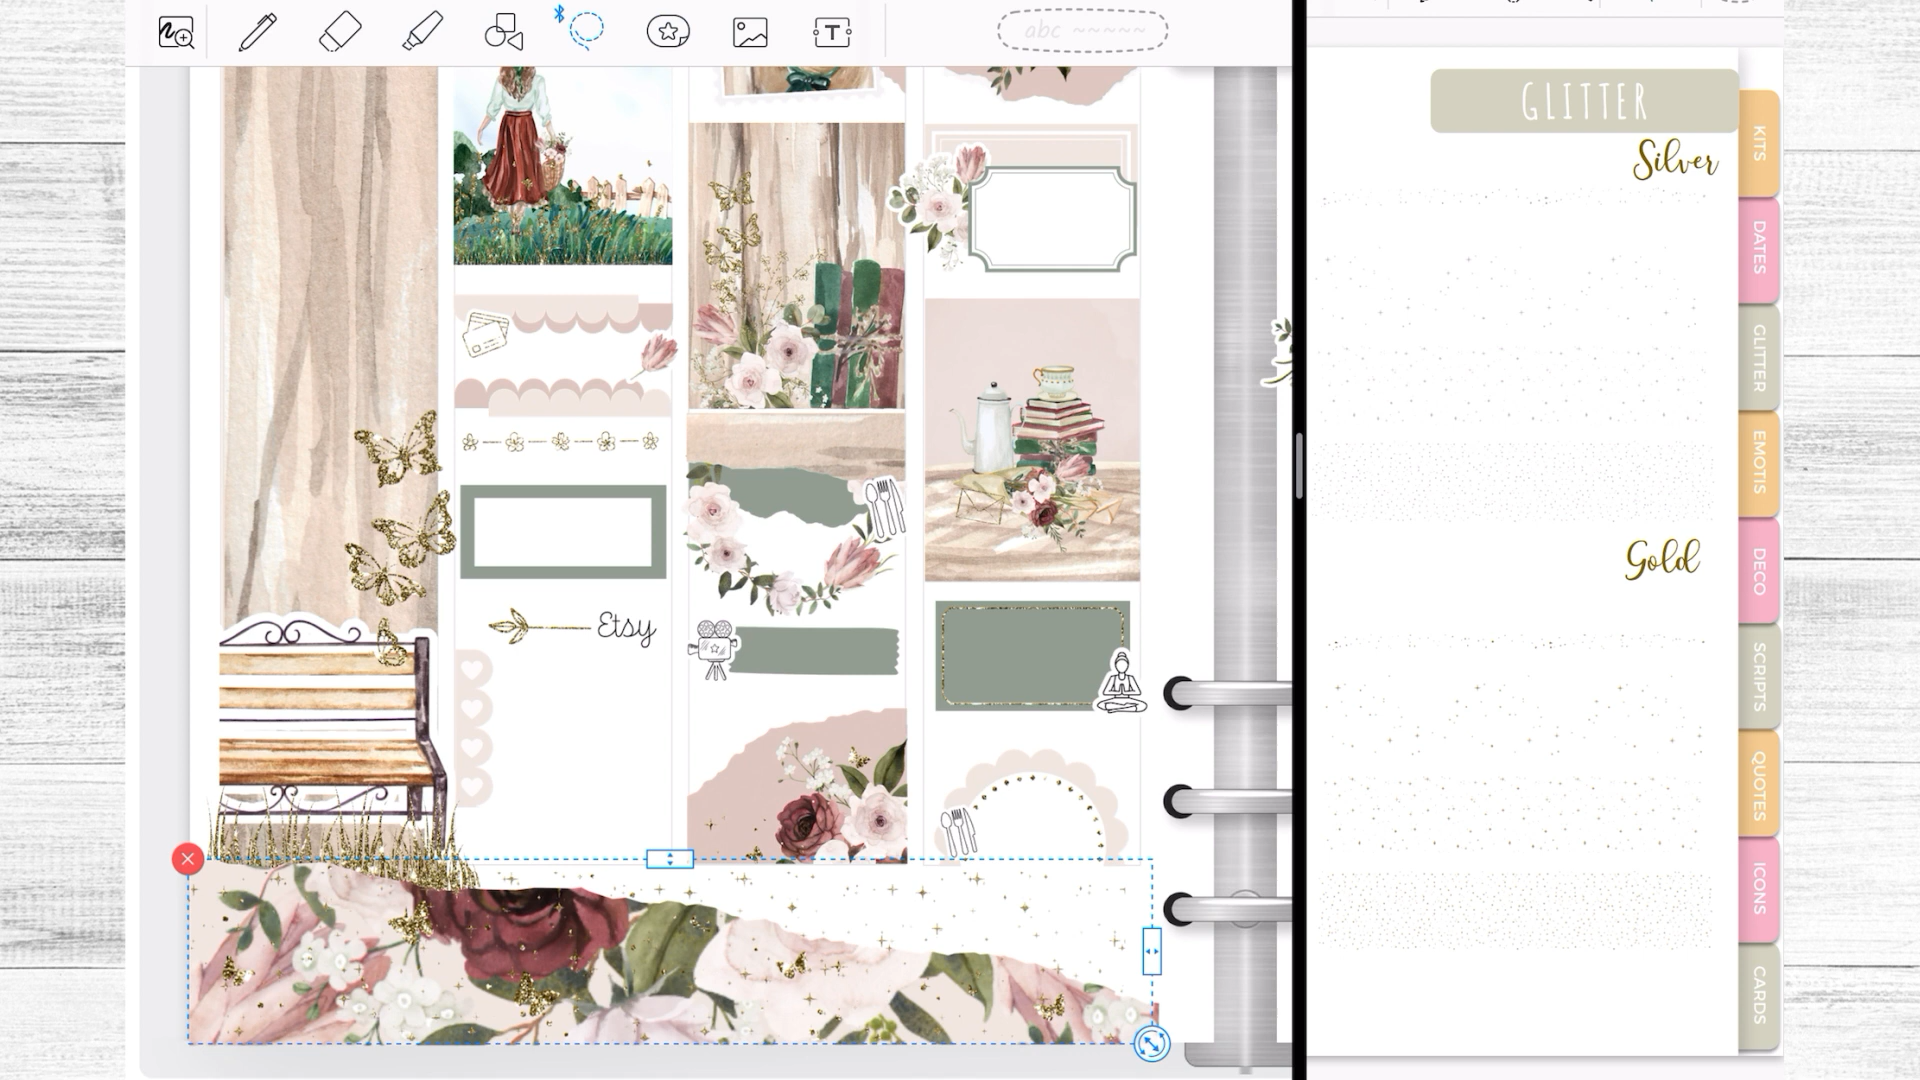 abc ~~~~~
T
Etsy
GLITTER
Silver
Gold
KITS
DATES
GLITTER
EMOTIS
DECO
SCRIPTS
QUOTES
ICONS
CARDS